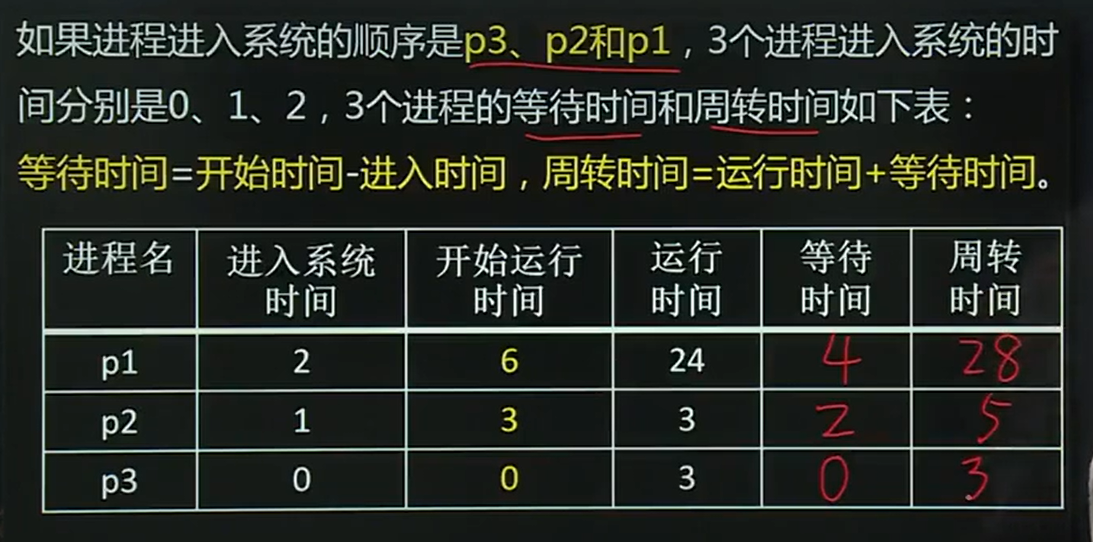 如果进程进入系统的顺序是p3、p2和p1，3个进程进入系统的时
间分别是0、1、2，3个进程的等待时间和周转时间如下表：
等待时间=开始时间-进入时间，周转时间=运行时间+等待时间。
进程名 进入系统时间 开始运行时间 运行时间 等待时间 周转时间
p1 2 6 24 4 28
p2 1 3 3 2 5
p3 0 0 3 0 3